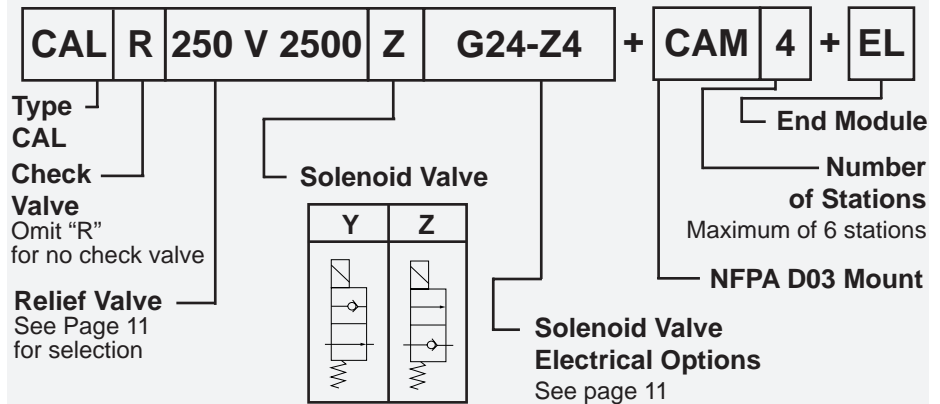 CAL R 250 V 2500 Z G24-Z4 + CAM 4 + EL
Type
CAL
Check
Valve
Omit “R”
for no check valve
Relief Valve
See Page 11
for selection
Solenoid Valve
Y Z
Solenoid Valve
Electrical Options
See page 11
End Module
Number
of Stations
Maximum of 6 stations
NFPA D03 Mount